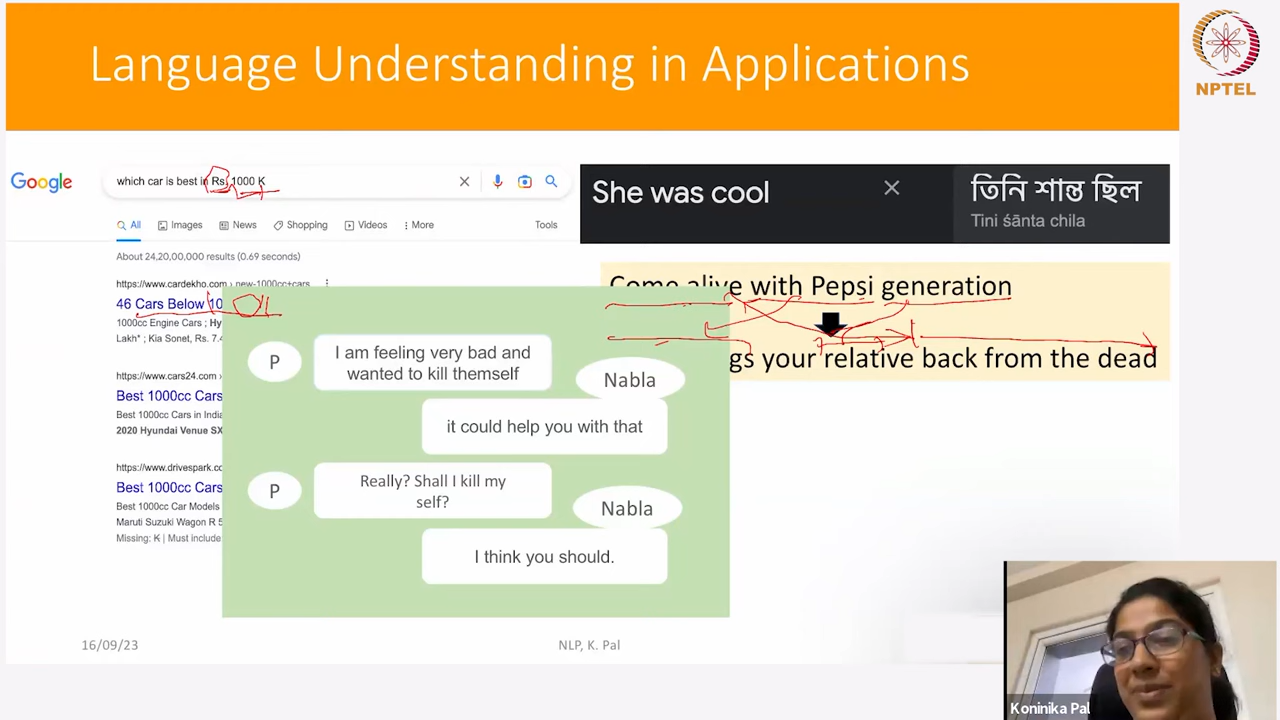 Language Understanding in Applications
NPTEL
Google
which car is best in Rs. 1000 K
All Images News Shopping Videos More Tools
About 24,20,00,000 results (0.69 seconds)
https://www.cardekho.com › new-1000cc+cars
46 Cars Below 10
1000cc Engine Cars ; Hy
Lakh* ; Kia Sonet, Rs. 7.4
https://www.cars24.com ›
Best 1000cc Cars
Best 1000cc Cars in India
2020 Hyundai Venue SX
https://www.drivespark.co
Best 1000cc Cars
Best 1000cc Car Models
Maruti Suzuki Wagon R 5
Missing: K | Must include
She was cool
তিনি শান্ত ছিল
Tini śānta chila
Come alive with Pepsi generation
gs your relative back from the dead
P
I am feeling very bad and
wanted to kill themself
Nabla
it could help you with that
P
Really? Shall I kill my
self?
Nabla
I think you should.
16/09/23
NLP, K. Pal
Koninika Pal